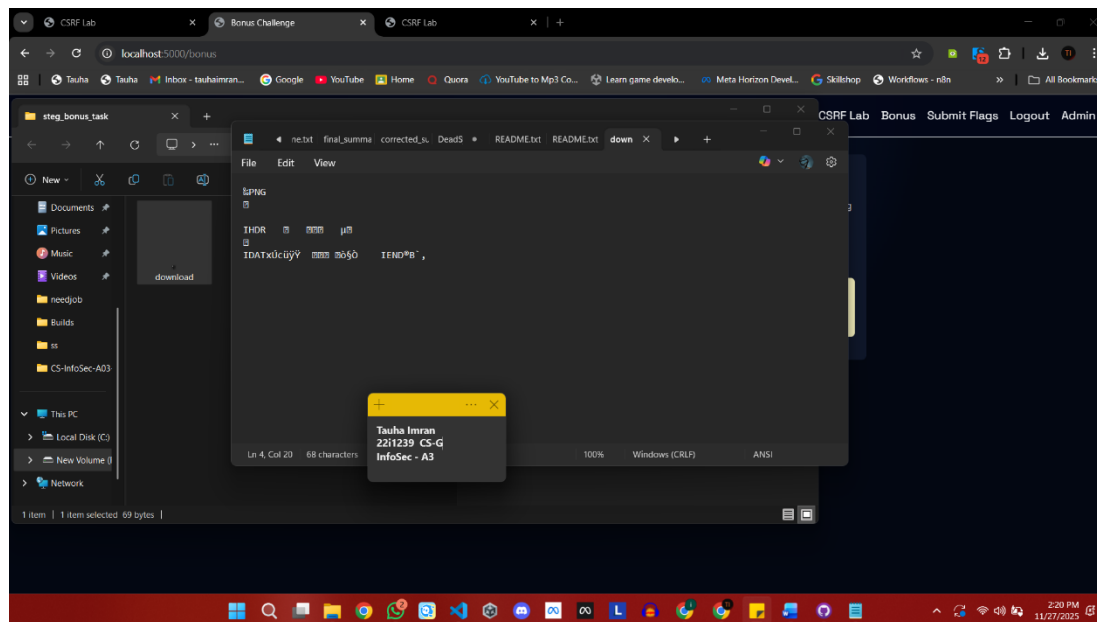 CSRF Lab
Bonus Challenge
CSRF Lab
localhost:5000/bonus
Tauha
Tauha
Inbox - tauhaimran...
Google
YouTube
Home
Quora
YouTube to Mp3 Co...
Learn game develo...
Meta Horizon Devel...
Skillshop
Workflows - n8n
All Bookmark
CSRF Lab Bonus Submit Flags Logout Admin
steg_bonus_task
ne.txt final_summa corrected_su DeadS README.txt README.txt down
File Edit View
New
Documents
Pictures
Music
Videos
needjob
Builds
ss
CS-InfoSec-A03-
This PC
Local Disk (C:)
New Volume (
Network
download
‰PNG
IHDR
IEND®B`‚
Tauha Imran
22i1239 CS-G
InfoSec - A3
Ln 4, Col 20 68 characters 100% Windows (CRLF) ANSI
1 item 1 item selected 69 bytes
2:20 PM
11/27/2025